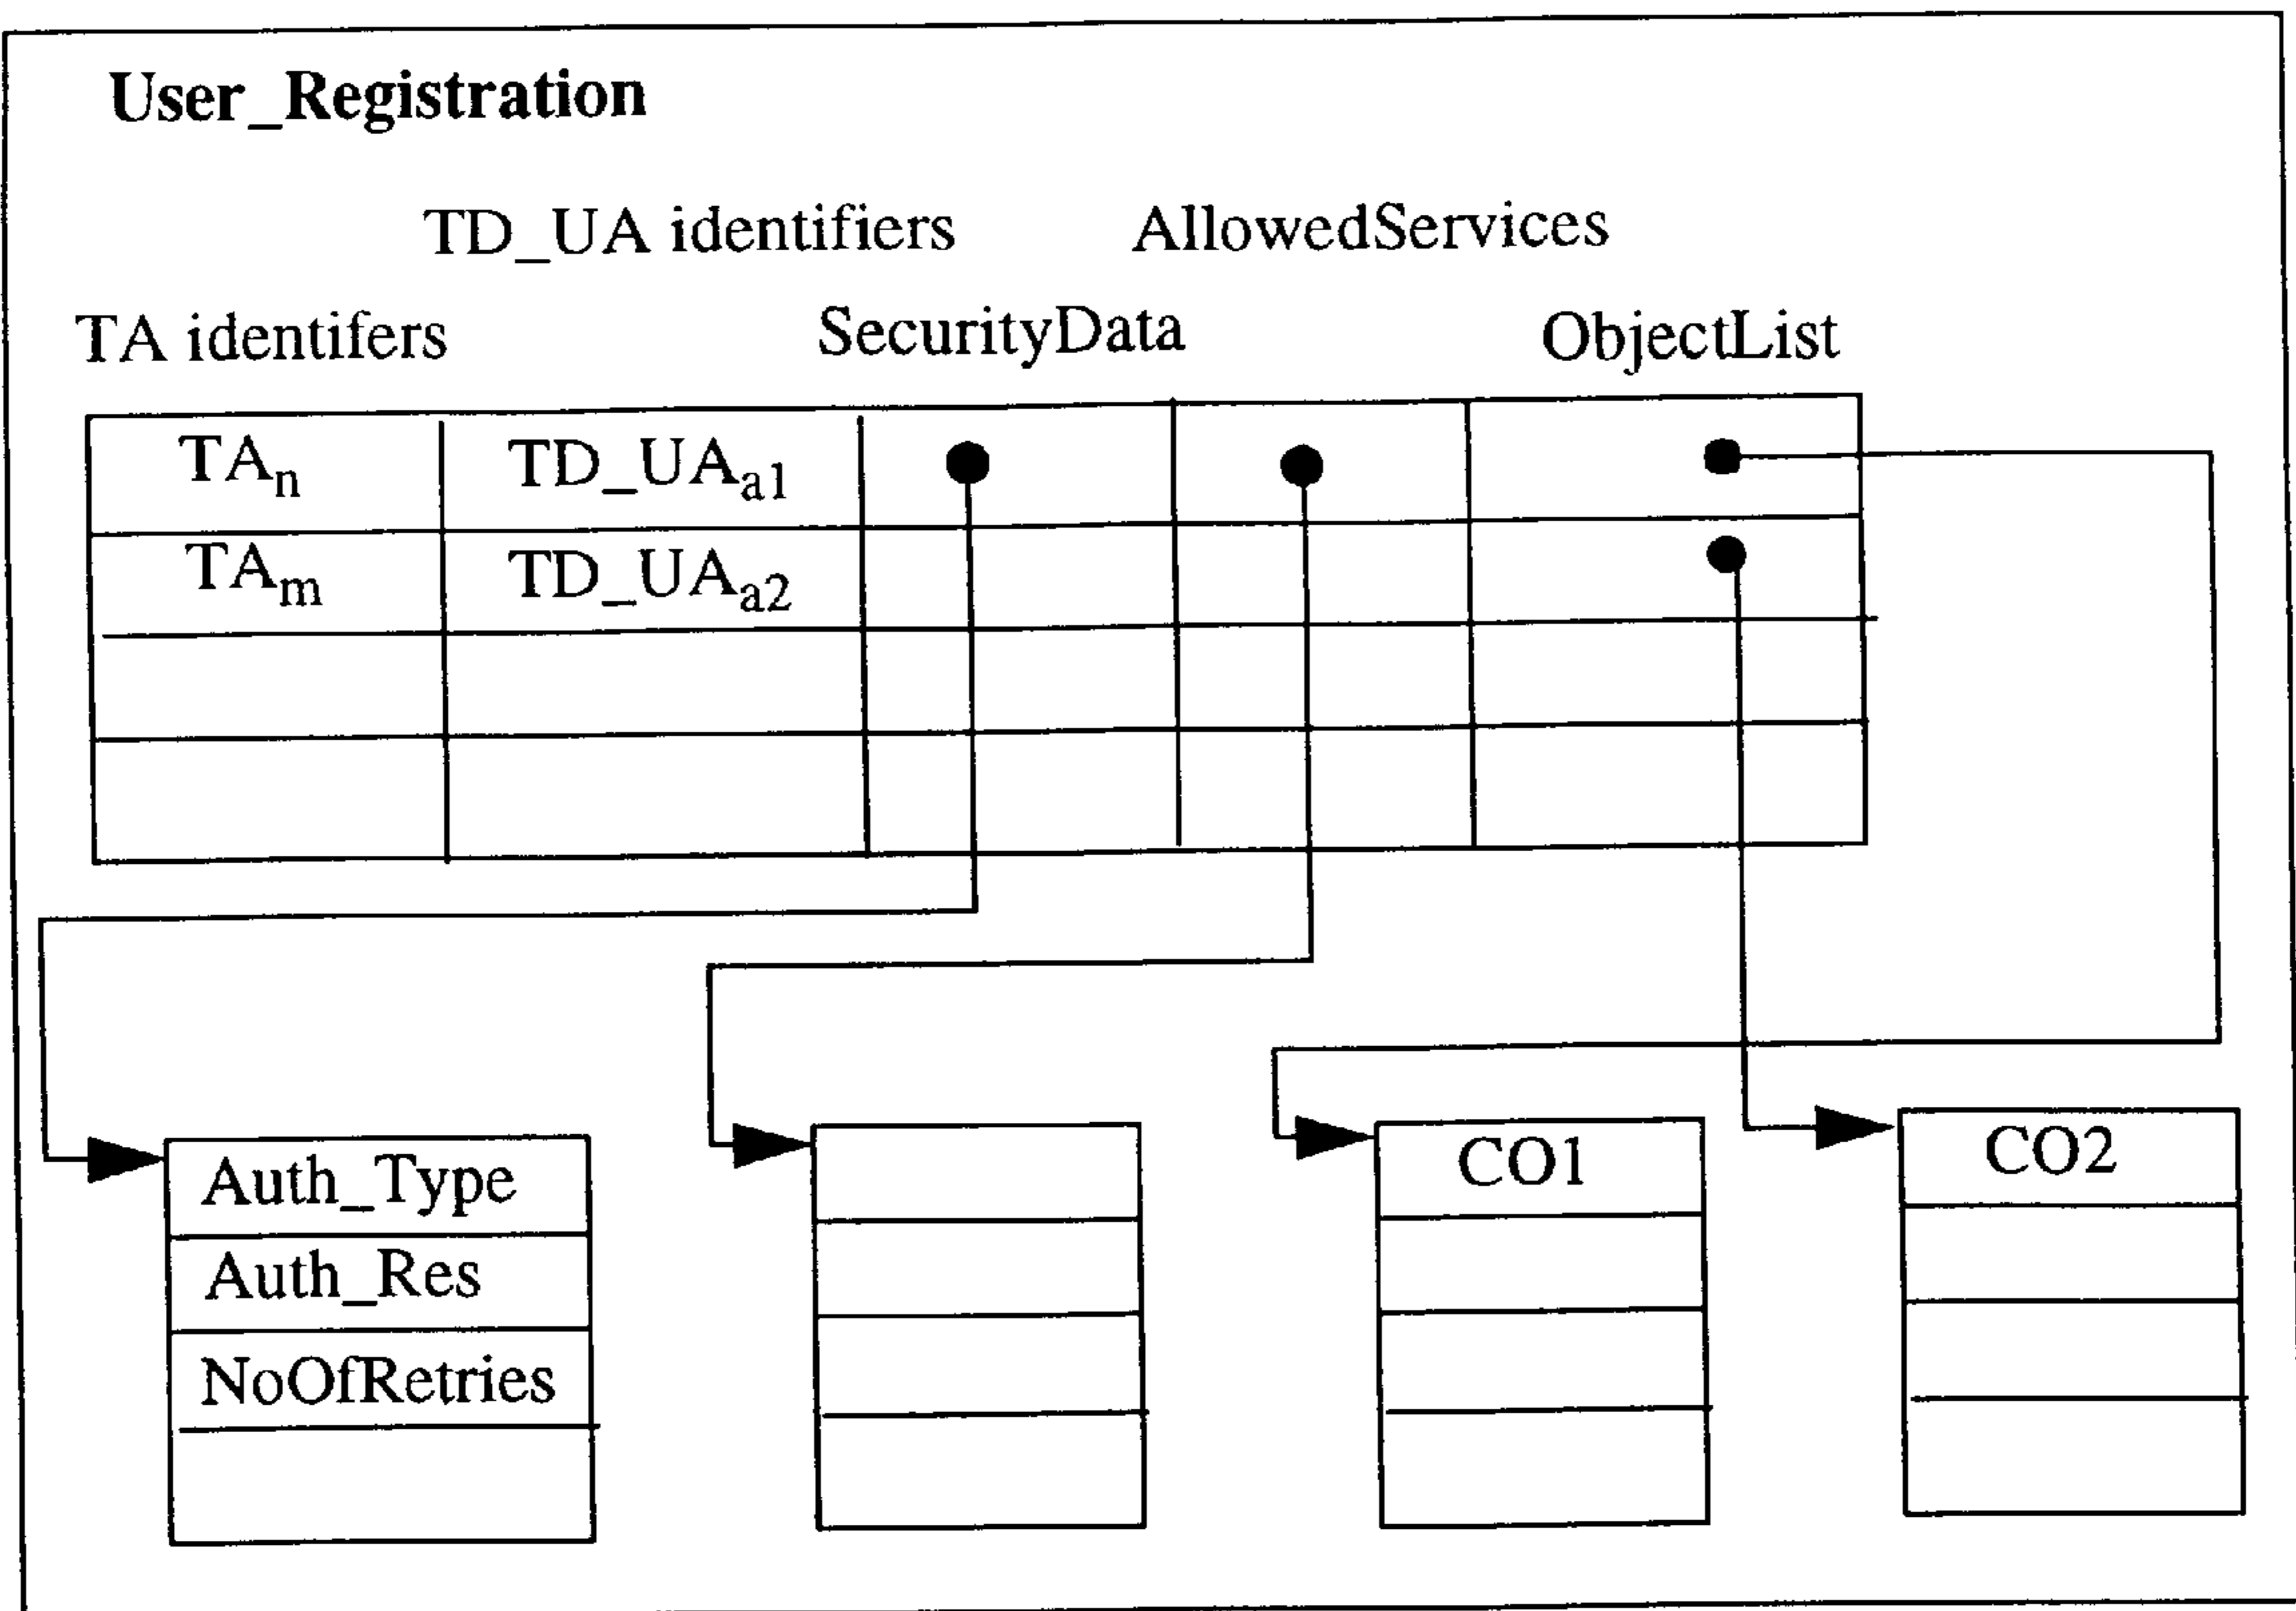 User_Registration
TD_UA identifiers AllowedServices
TA identifers SecurityData ObjectList
TAn TD_UAa1
TAm TD_UAa2
Auth_Type CO1 CO2
Auth_Res
NoOfRetries